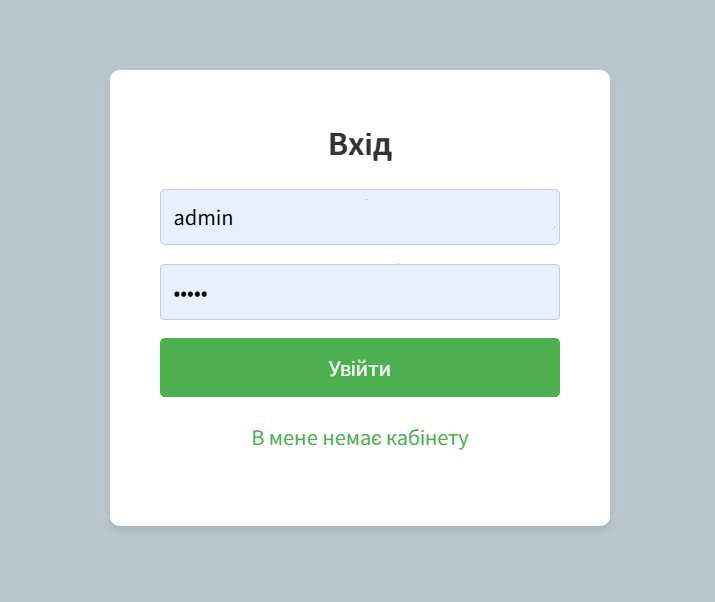 Вхід
admin
•••••
Увійти
В мене немає кабінету